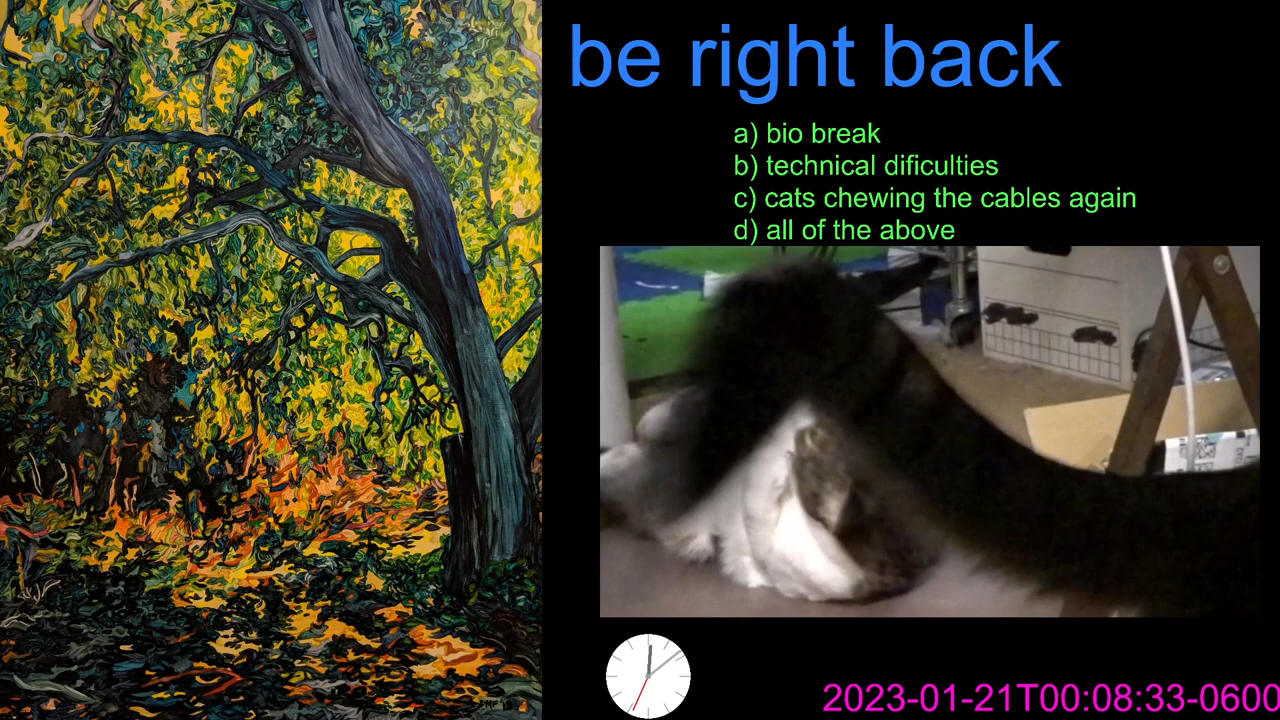 be right back
a) bio break
b) technical dificulties
c) cats chewing the cables again
d) all of the above
2023-01-21T00:08:33-0600